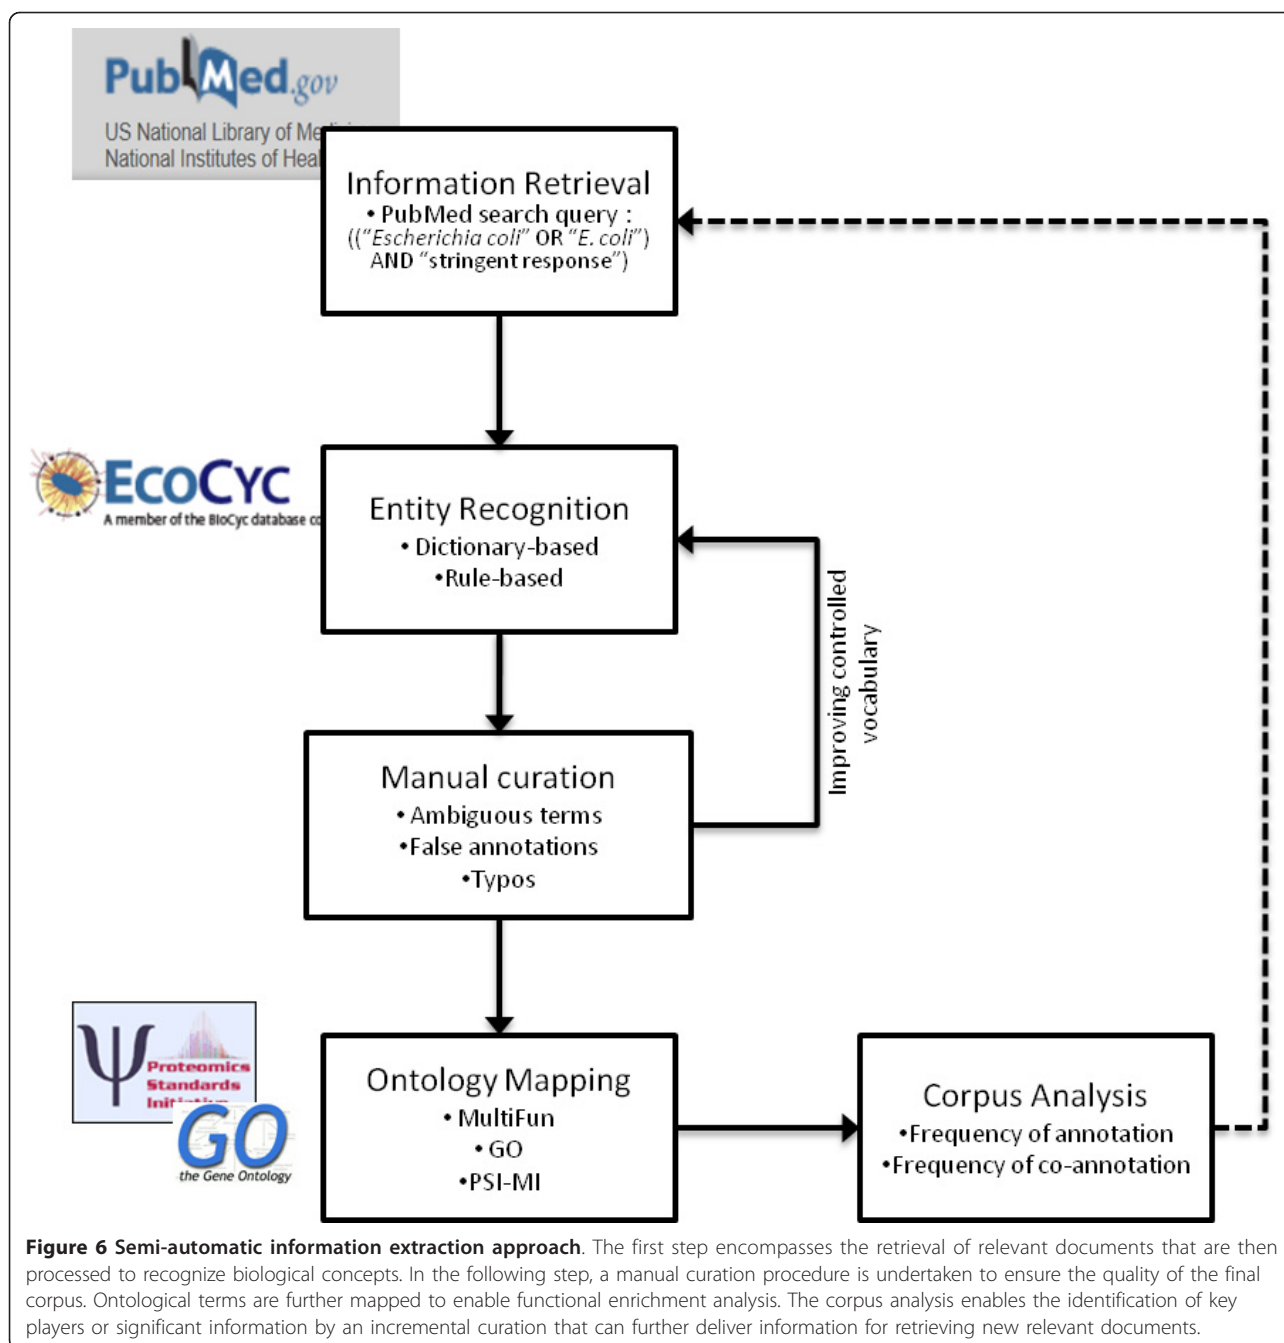 PubMed.gov
US National Library of
National Institutes of
Information Retrieval
• PubMed search query :
(("Escherichia coli" OR "E. coli")
AND "stringent response")
EcoCyc
A member of the BioCyc database
Entity Recognition
• Dictionary-based
•Rule-based
Improving controlled
vocabulary
Manual curation
• Ambiguous terms
•False annotations
•Typos
Ψ
Proteomics
Standards
Initiative
GO
the Gene Ontology
Ontology Mapping
• MultiFun
• GO
•PSI-MI
Corpus Analysis
•Frequency of annotation
•Frequency of co-annotation
Figure 6 Semi-automatic information extraction approach. The first step encompasses the retrieval of relevant documents that are then
processed to recognize biological concepts. In the following step, a manual curation procedure is undertaken to ensure the quality of the final
corpus. Ontological terms are further mapped to enable functional enrichment analysis. The corpus analysis enables the identification of key
players or significant information by an incremental curation that can further deliver information for retrieving new relevant documents.